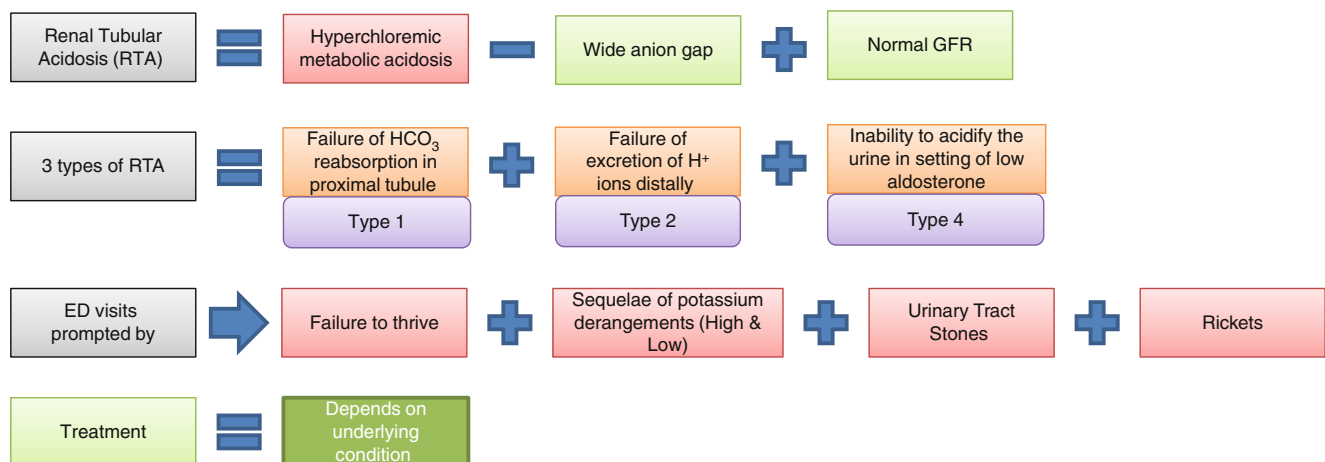 Renal Tubular
Acidosis (RTA)
Hyperchloremic
metabolic acidosis
Wide anion gap
Normal GFR
3 types of RTA
Failure of HCO₃
reabsorption in
proximal tubule
Type 1
Failure of
excretion of H⁺
ions distally
Type 2
Inability to acidify the
urine in setting of low
aldosterone
Type 4
ED visits
prompted by
Failure to thrive
Sequelae of potassium
derangements (High &
Low)
Urinary Tract
Stones
Rickets
Treatment
Depends on
underlying
condition